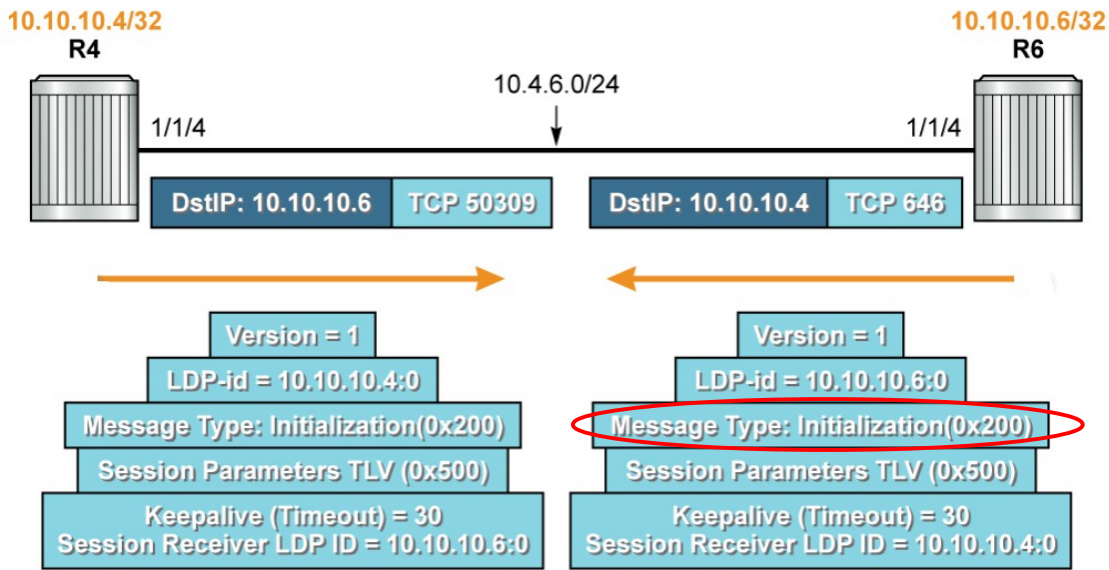 10.10.10.4/32
R4
10.10.10.6/32
R6
10.4.6.0/24
1/1/4
1/1/4
DstIP: 10.10.10.6
TCP 50309
DstIP: 10.10.10.4
TCP 646
Version = 1
LDP-id = 10.10.10.4:0
Message Type: Initialization(0x200)
Session Parameters TLV (0x500)
Keepalive (Timeout) = 30
Session Receiver LDP ID = 10.10.10.6:0
Version = 1
LDP-id = 10.10.10.6:0
Message Type: Initialization(0x200)
Session Parameters TLV (0x500)
Keepalive (Timeout) = 30
Session Receiver LDP ID = 10.10.10.4:0